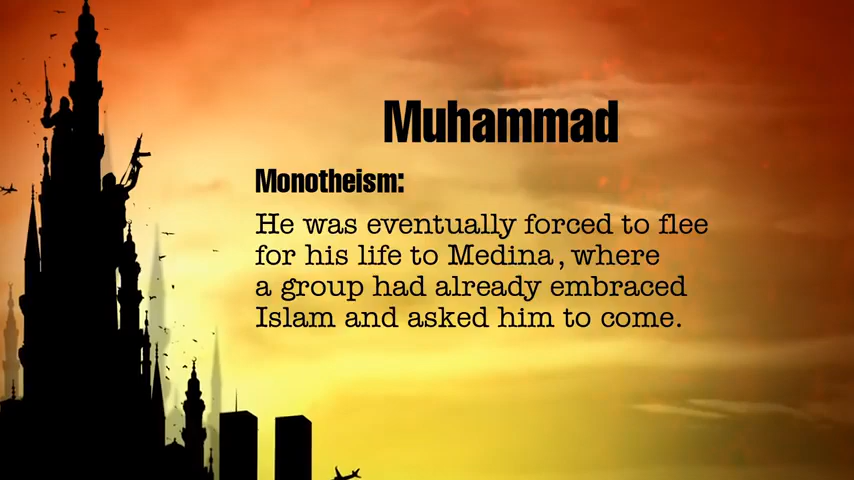 Muhammad
Monotheism:
He was eventually forced to flee
for his life to Medina, where
a group had already embraced
Islam and asked him to come.